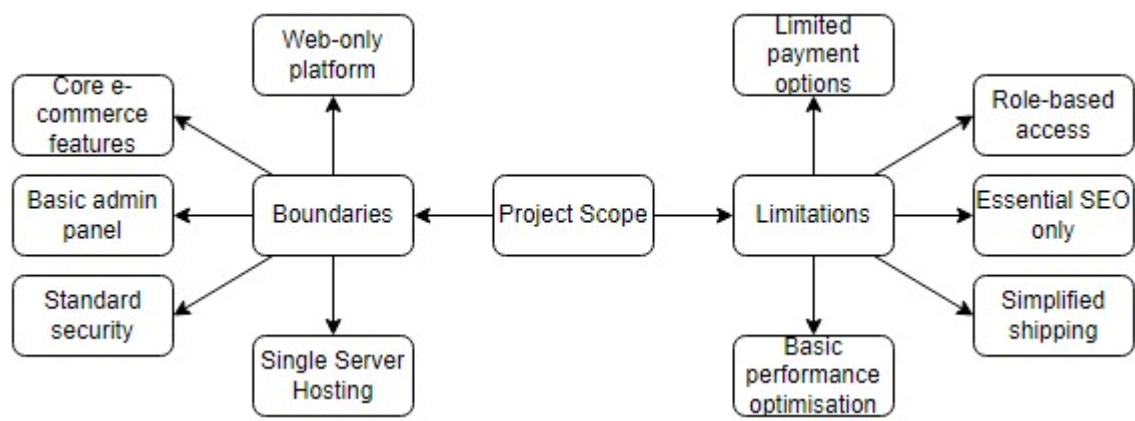 Web-only
platform
Limited
payment
options
Core e-
commerce
features
Role-based
access
Basic admin
panel
Boundaries
Project Scope
Limitations
Essential SEO
only
Standard
security
Simplified
shipping
Single Server
Hosting
Basic
performance
optimisation